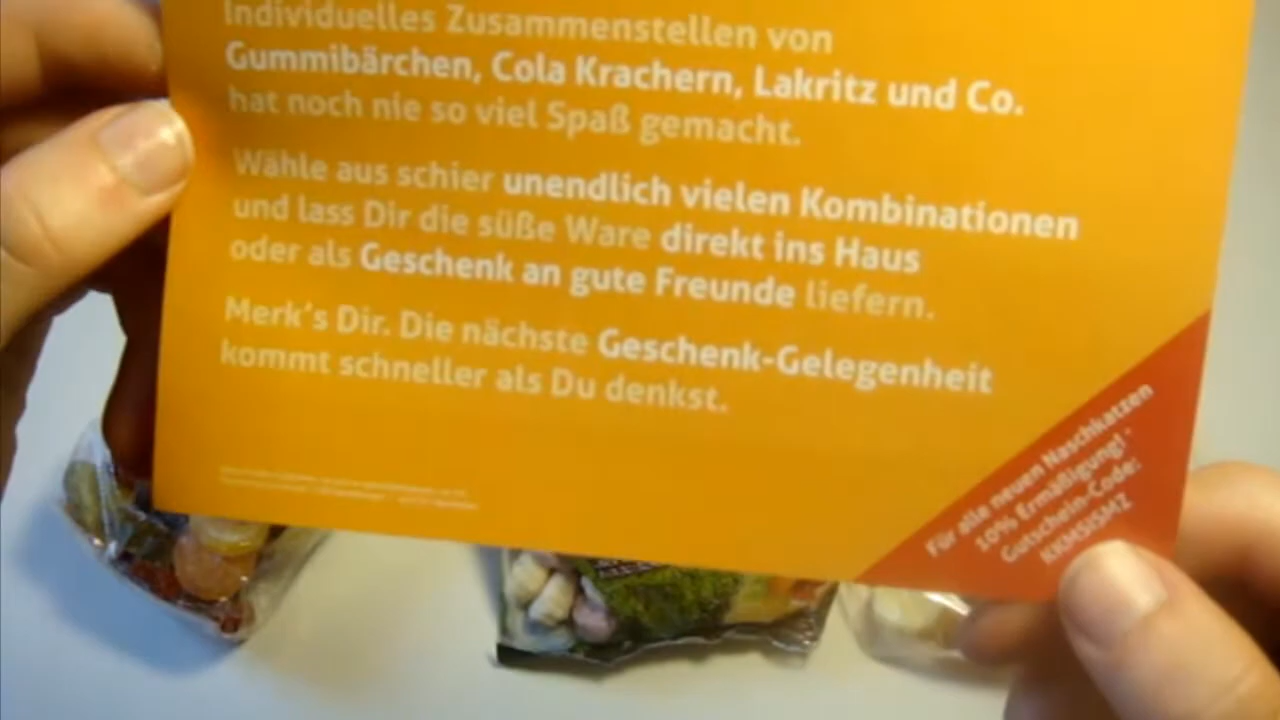 Individuelles Zusammenstellen von
Gummibärchen, Cola Krachern, Lakritz und Co.
hat noch nie so viel Spaß gemacht.
Wähle aus schier unendlich vielen Kombinationen
und lass Dir die süße Ware direkt ins Haus
oder als Geschenk an gute Freunde liefern.
Merk's Dir. Die nächste Geschenk-Gelegenheit
kommt schneller als Du denkst.
Für alle neuen Naschkatzen
10% Ermäßigung!
Gutschein-Code: